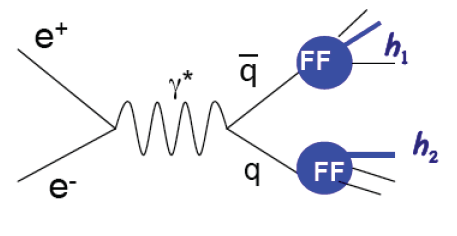 e⁺
γ*
q̅
FF
h₁
e⁻
q
FF
h₂